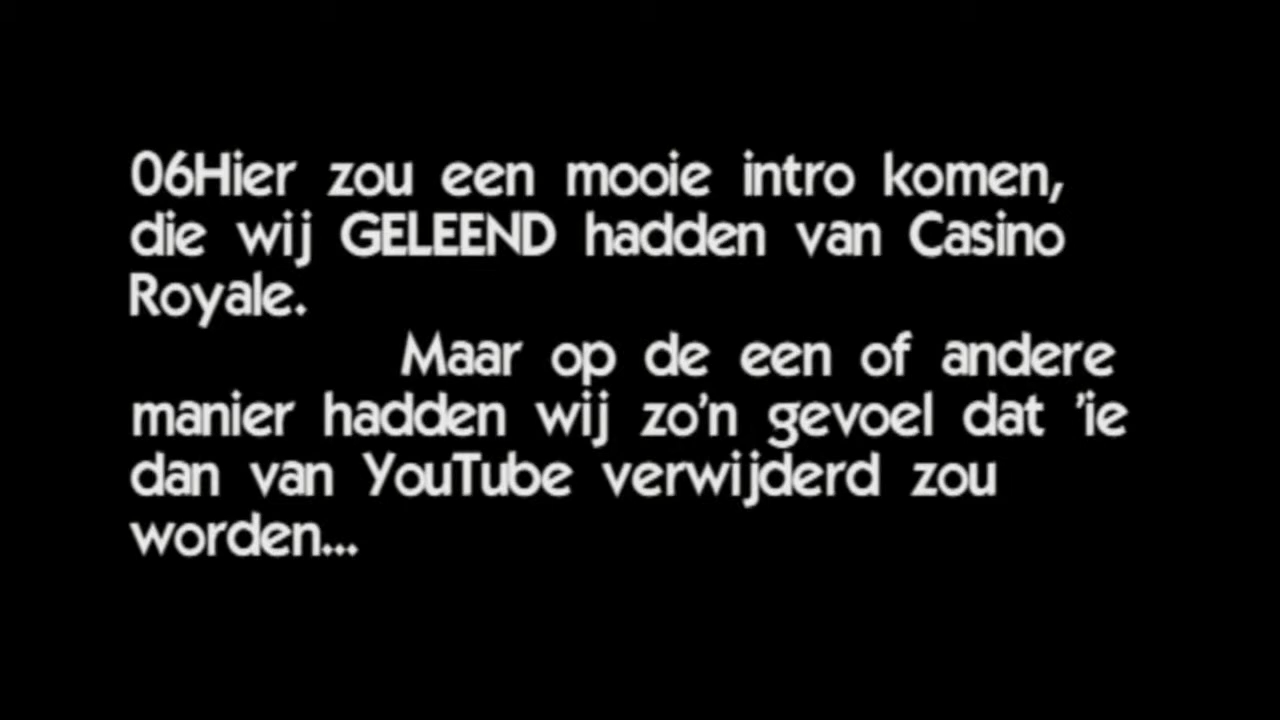 06Hier zou een mooie intro komen,
die wij GELEEND hadden van Casino
Royale.
Maar op de een of andere
manier hadden wij zo'n gevoel dat 'ie
dan van YouTube verwijderd zou
worden...